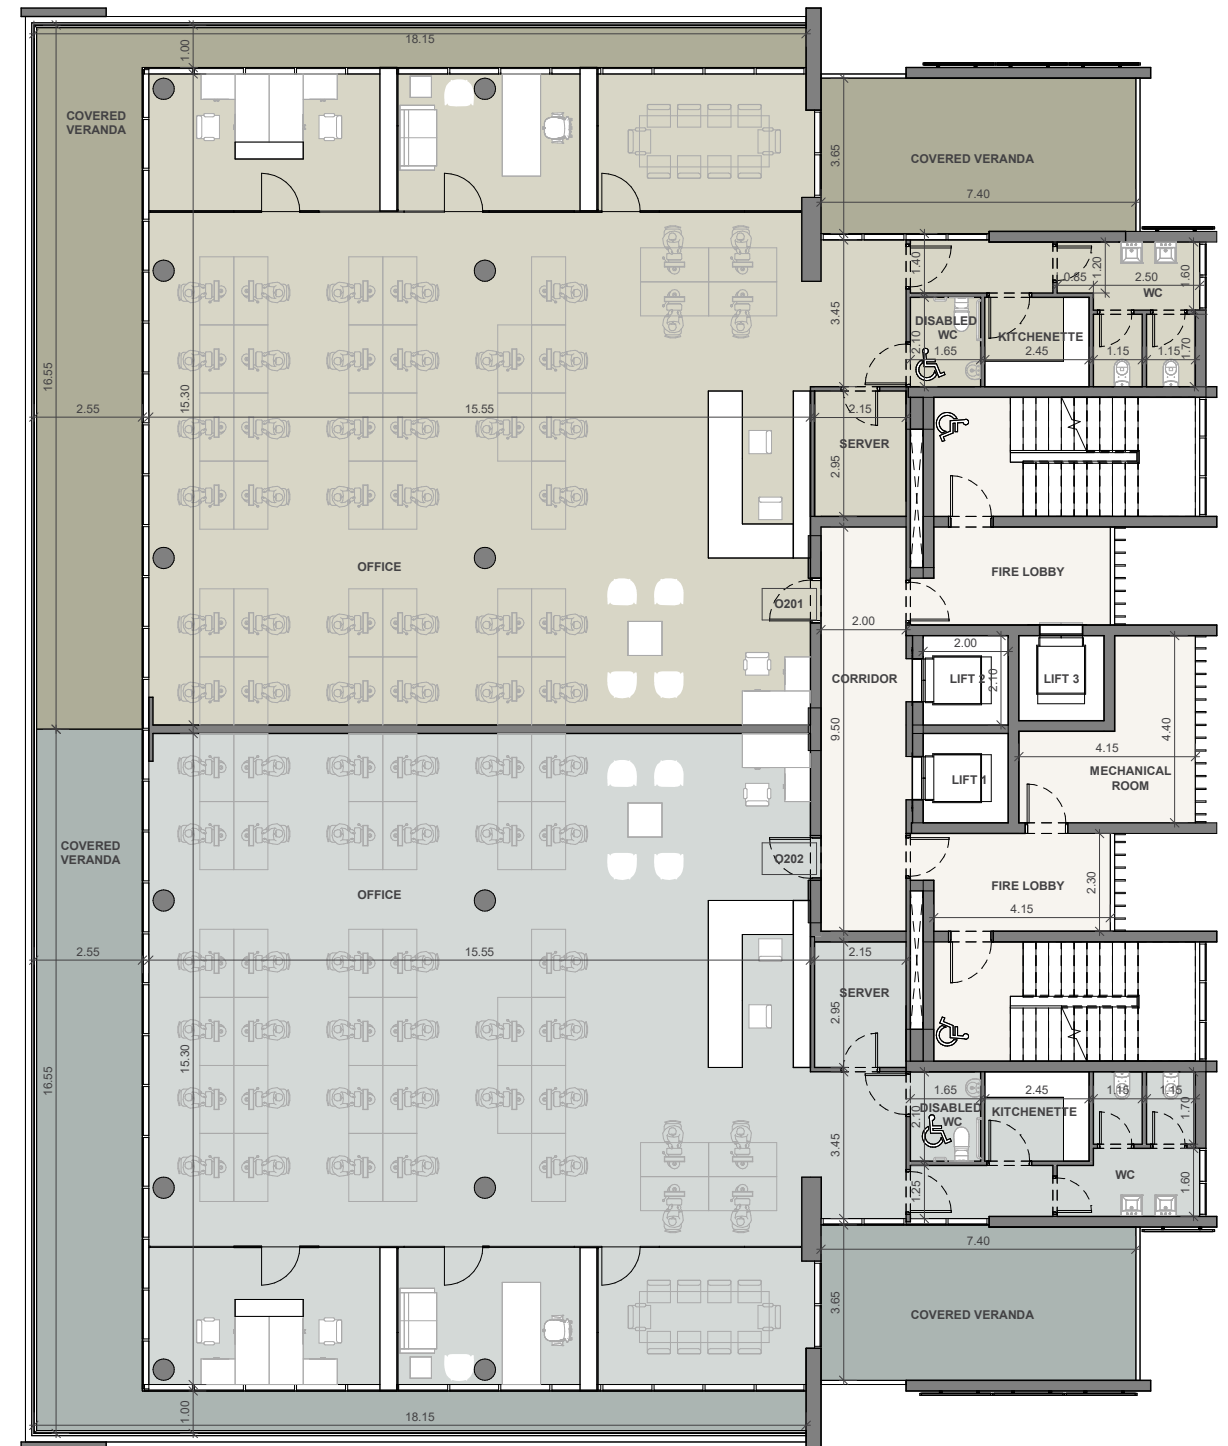 18.15
1.00
COVERED
VERANDA
3.65
COVERED VERANDA
7.40
1.40
1.20
0.85
2.50
1.60
WC
3.45
DISABLED
WC
2.10
1.65
KITCHENETTE
2.45
1.15
1.15
1.70
16.55
15.30
2.55
15.55
2.15
SERVER
2.95
OFFICE
FIRE LOBBY
O201
2.00
2.00
CORRIDOR
LIFT 2
2.10
LIFT 3
9.50
4.40
4.15
MECHANICAL
ROOM
LIFT 1
COVERED
VERANDA
O202
OFFICE
FIRE LOBBY
2.30
4.15
2.55
15.55
2.15
SERVER
2.95
16.55
15.30
1.65
2.45
1.15
1.15
2.10
DISABLED
WC
KITCHENETTE
1.70
3.45
WC
1.25
1.60
7.40
3.65
COVERED VERANDA
1.00
18.15